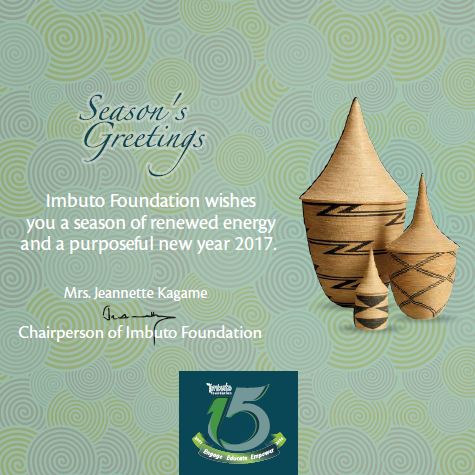 Season's
Greetings
Imbuto Foundation wishes
you a season of renewed energy
and a purposeful new year 2017.
Mrs. Jeannette Kagame
Chairperson of Imbuto Foundation
imbuto
foundation
15
Engage Educate Empower